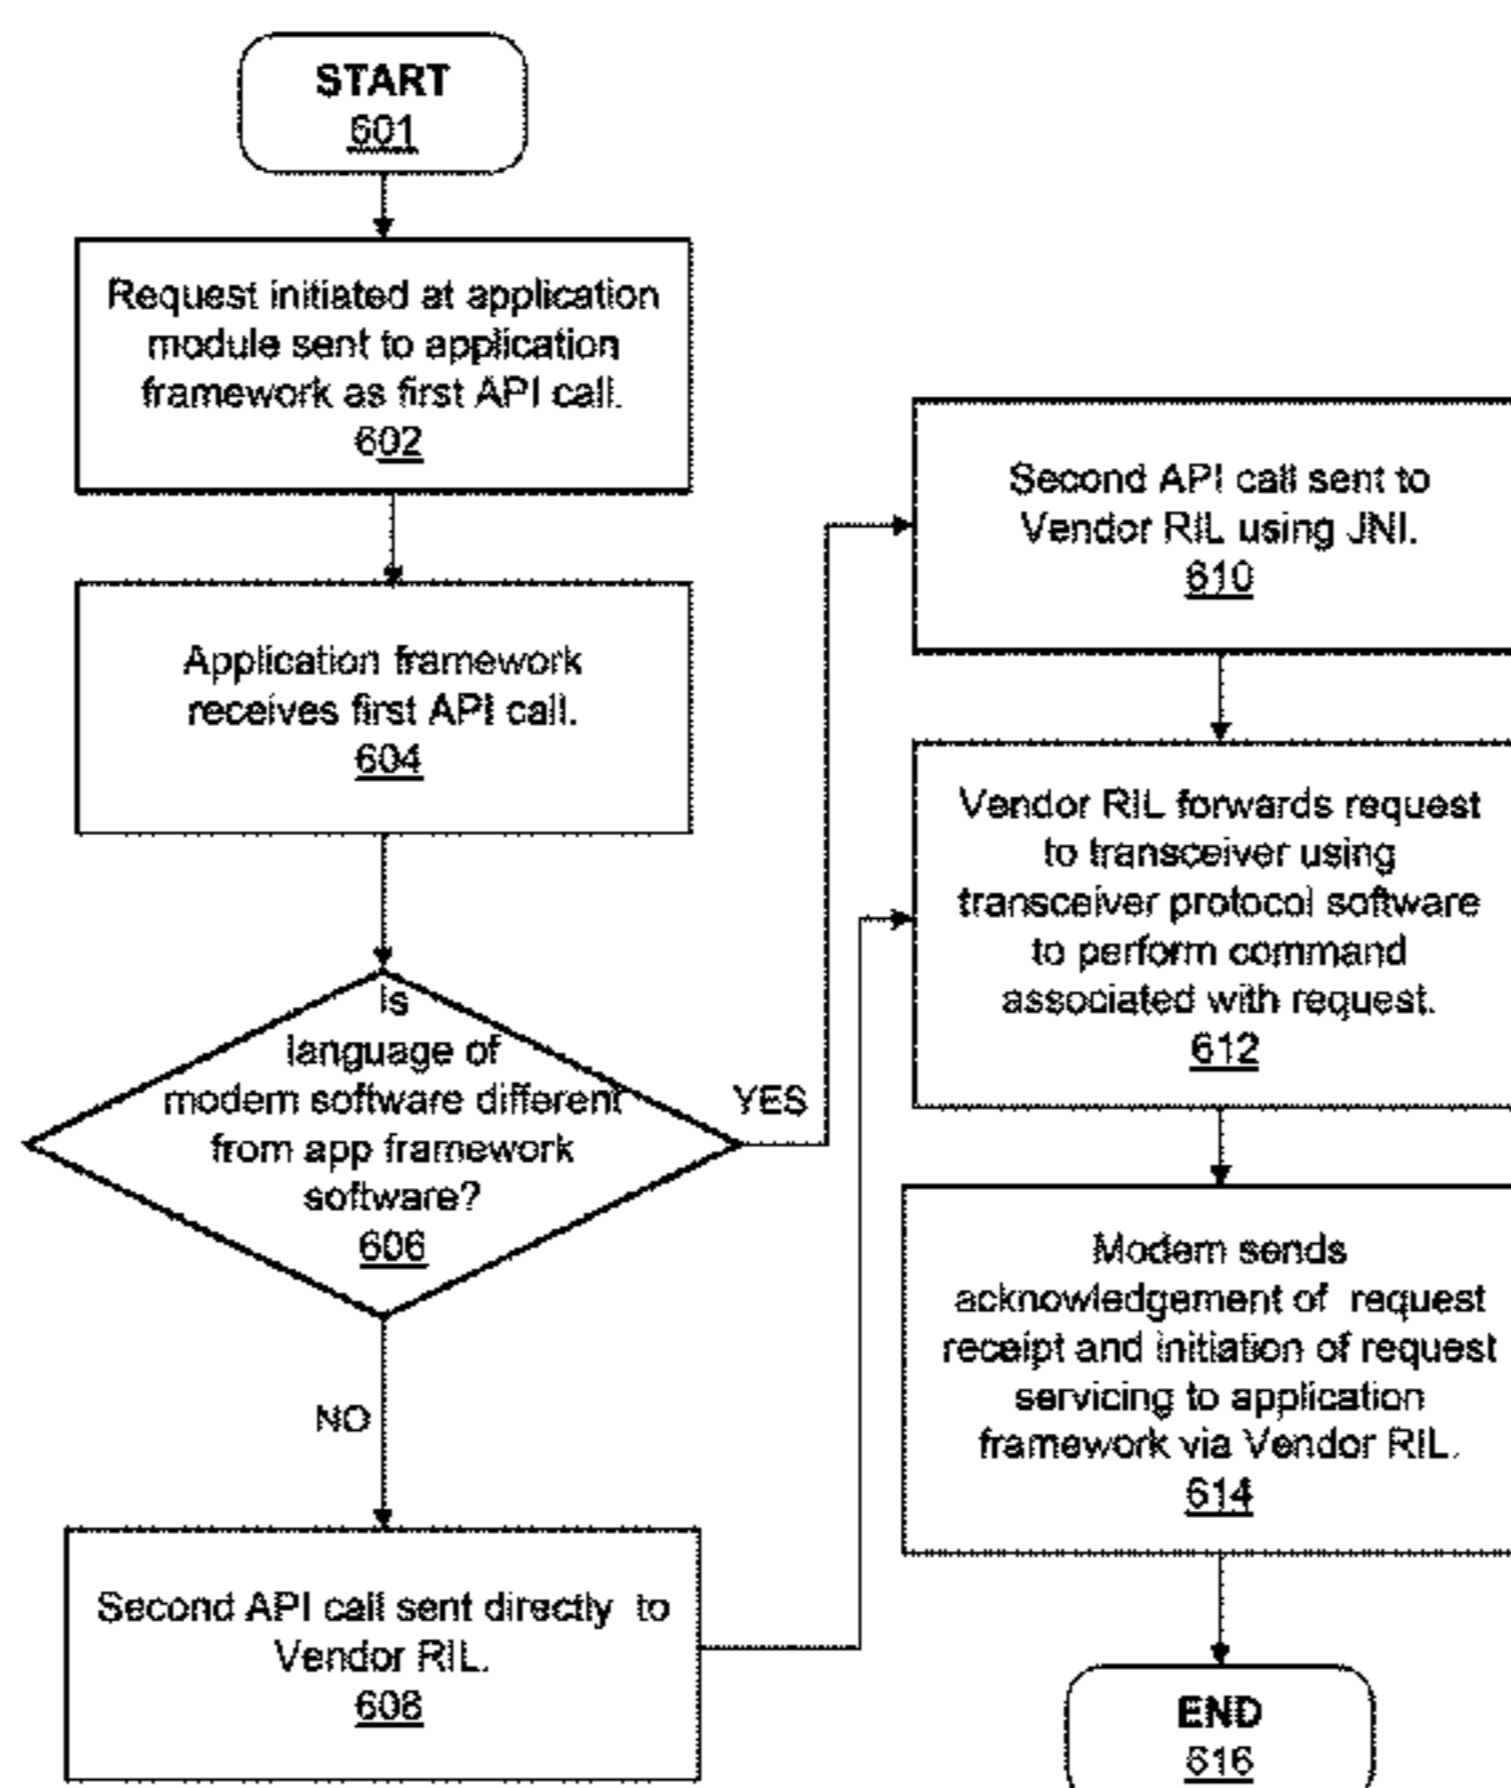 START
601
Request initiated at application
module sent to application
framework as first API call.
602
Application framework
receives first API call.
604
Is
language of
modem software different
from app framework
software?
606
YES
NO
Second API call sent directly to
Vendor RIL.
608
Second API call sent to
Vendor RIL using JNI.
610
Vendor RIL forwards request
to transceiver using
transceiver protocol software
to perform command
associated with request.
612
Modem sends
acknowledgement of request
receipt and initiation of request
servicing to application
framework via Vendor RIL.
614
END
616